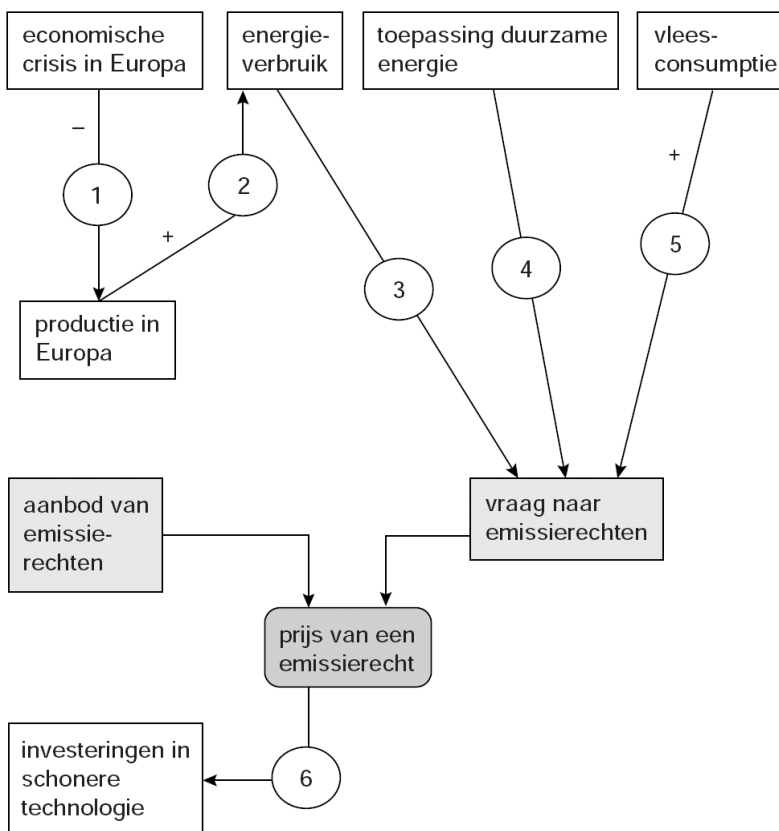 economische
crisis in Europa
energie-
verbruik
toepassing duurzame
energie
vlees-
consumptie
–
+
1
2
+
3
4
5
productie in
Europa
aanbod van
emissie-
rechten
vraag naar
emissierechten
prijs van een
emissierecht
investeringen in
schonere
technologie
6